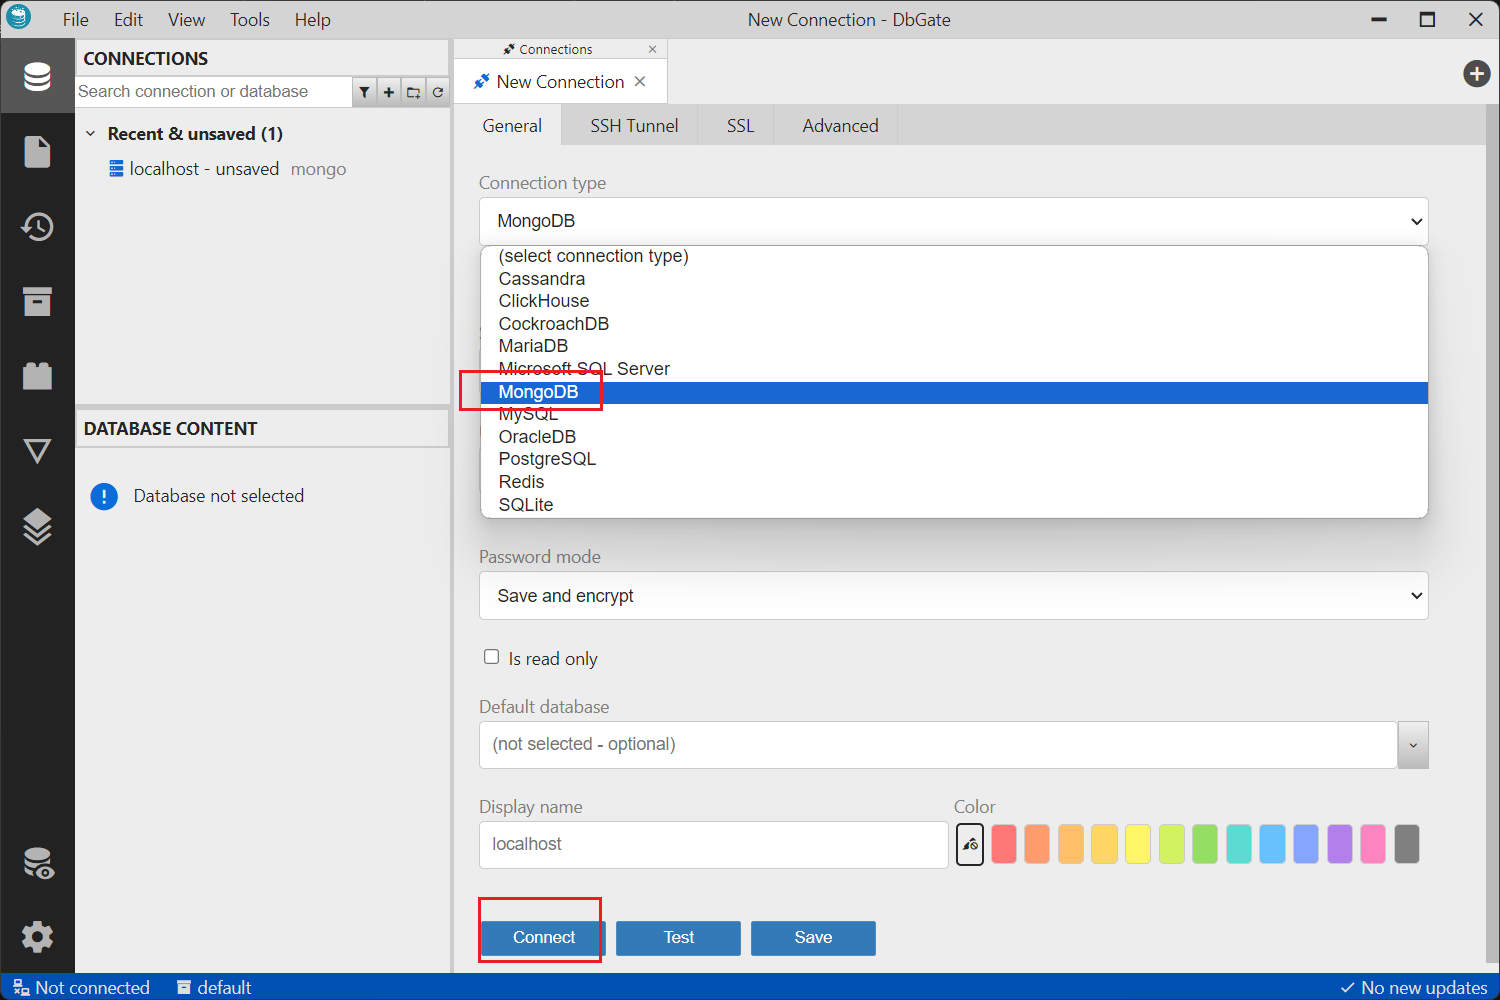 File Edit View Tools Help
New Connection - DbGate
CONNECTIONS
Search connection or database
Recent & unsaved (1)
localhost - unsaved mongo
DATABASE CONTENT
Database not selected
Connections
New Connection
General SSH Tunnel SSL Advanced
Connection type
MongoDB
(select connection type)
Cassandra
ClickHouse
CockroachDB
MariaDB
Microsoft SQL Server
MongoDB
MySQL
OracleDB
PostgreSQL
Redis
SQLite
Password mode
Save and encrypt
Is read only
Default database
(not selected - optional)
Display name
Color
localhost
Connect Test Save
Not connected default
No new updates